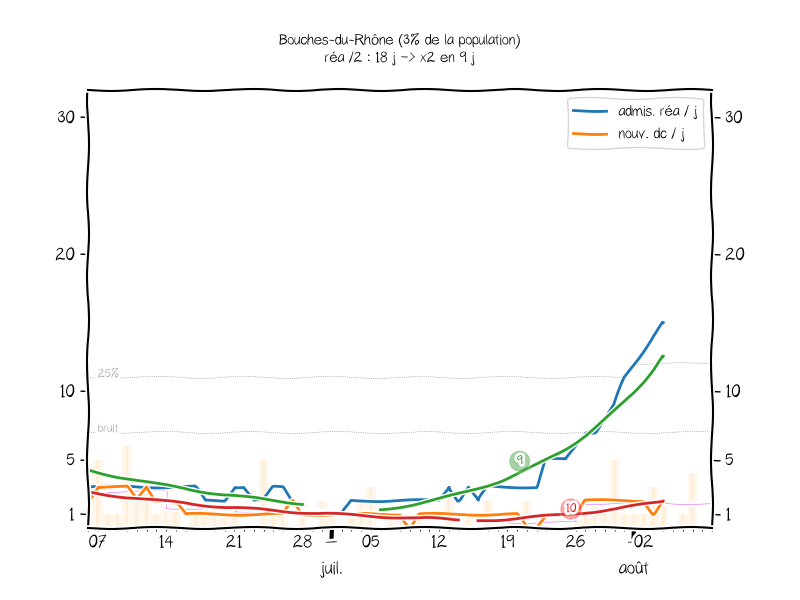 Bouches-du-Rhône (3% de la population)
réa /2 : 18 j -> x2 en 9 j
admis. réa / j
nouv. dc / j
30
30
20
20
25%
10
10
bruit
5
5
9
10
1
1
07 14 21 28 05 12 19 26 02
juil. août